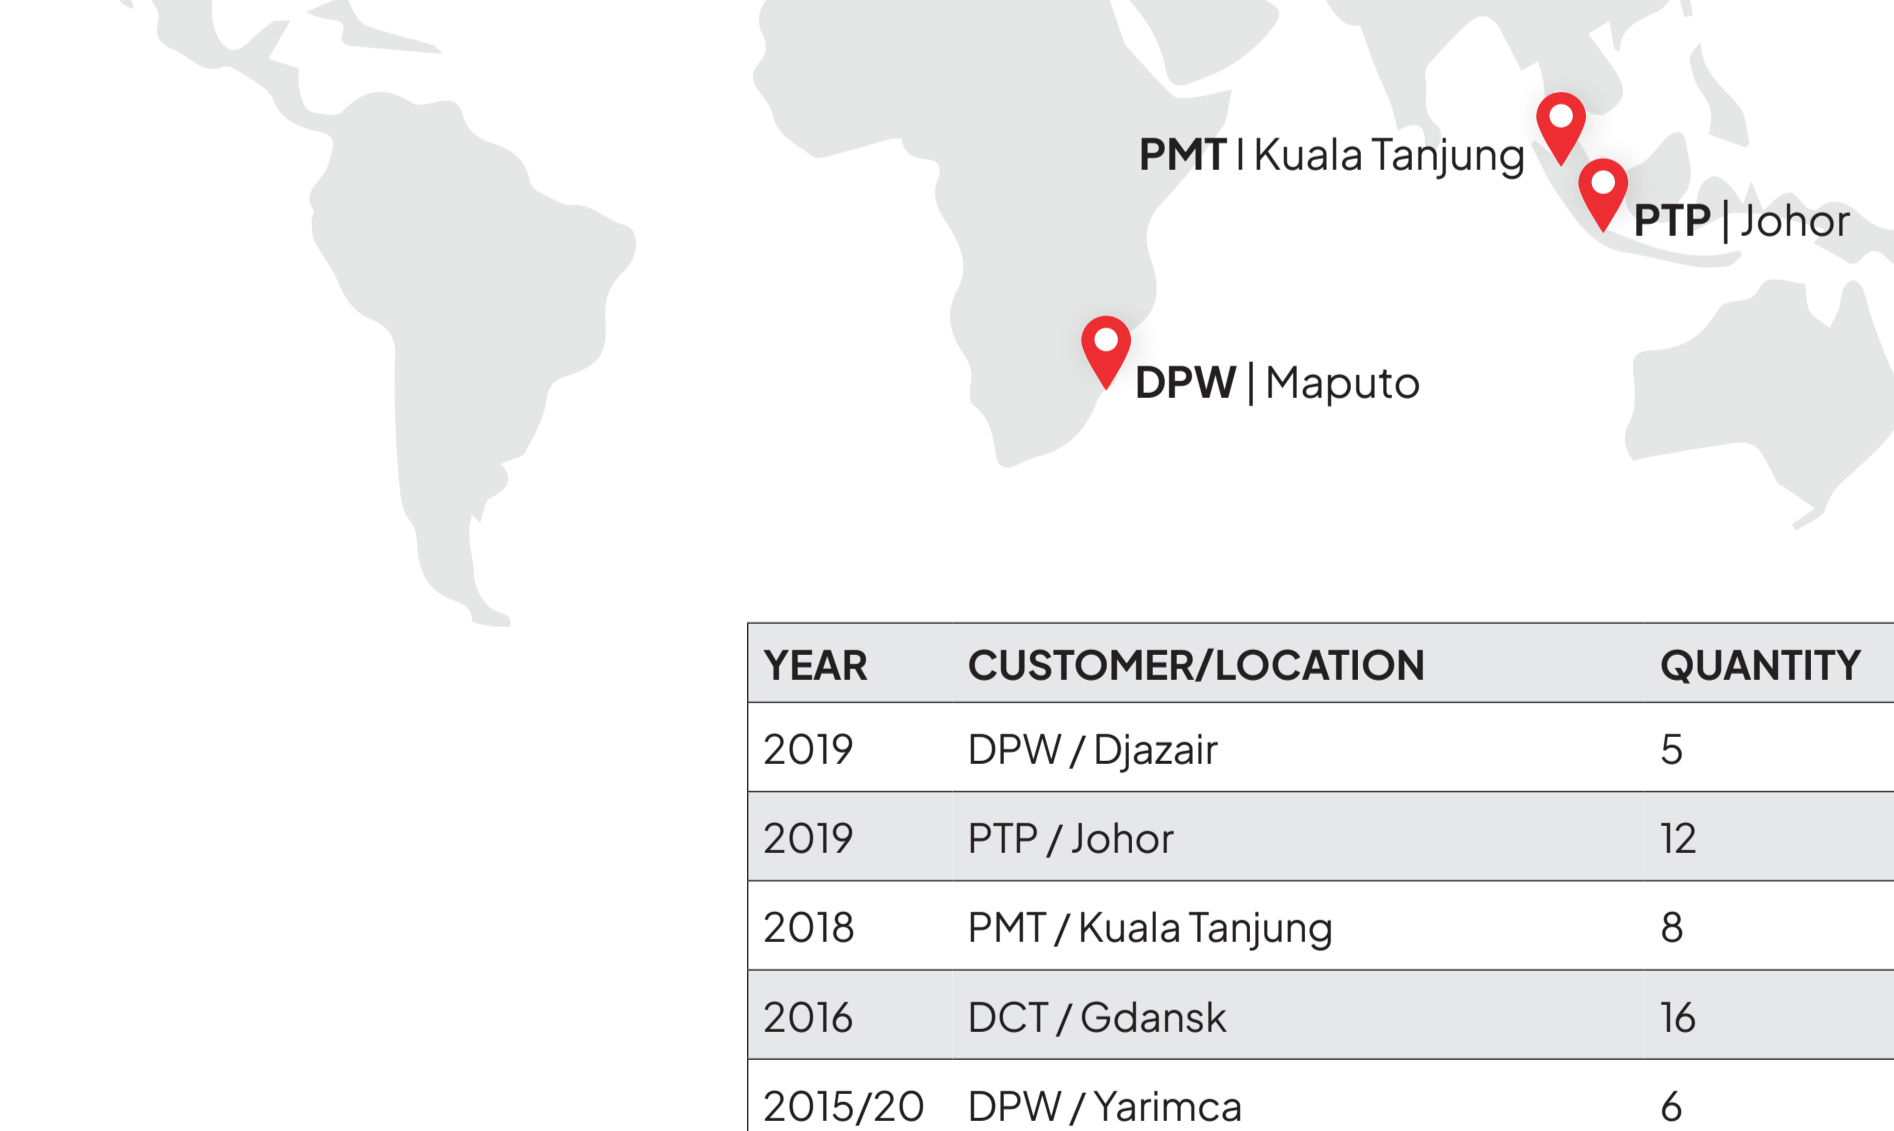 PMT | Kuala Tanjung
PTP | Johor
DPW | Maputo
YEAR CUSTOMER/LOCATION QUANTITY
2019 DPW / Djazair 5
2019 PTP / Johor 12
2018 PMT / Kuala Tanjung 8
2016 DCT / Gdansk 16
2015/20 DPW / Yarimca 6